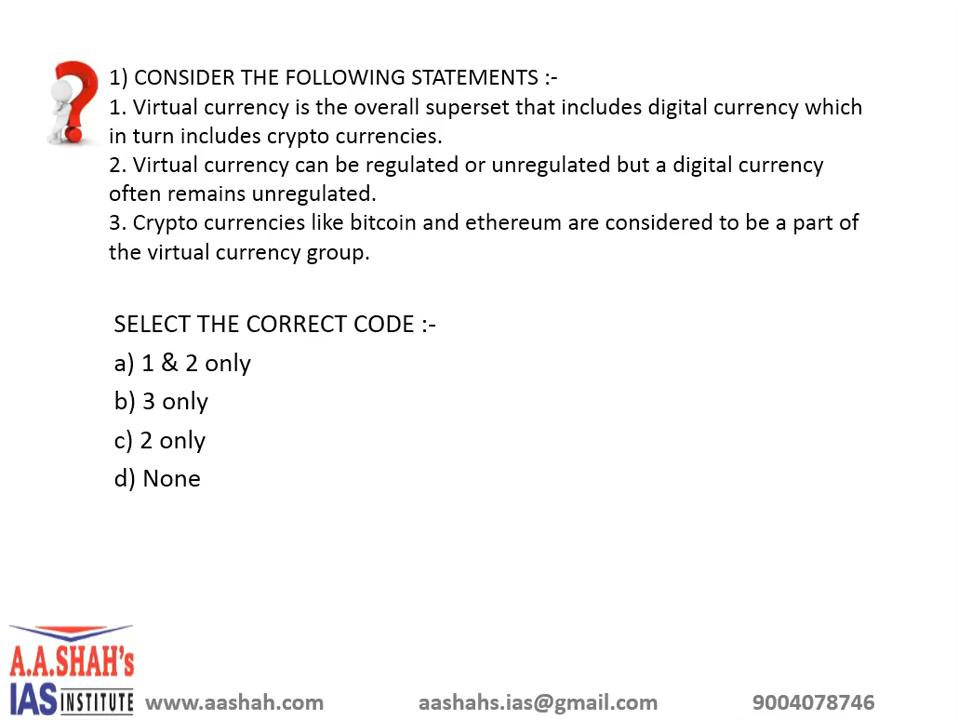 1) CONSIDER THE FOLLOWING STATEMENTS :-
1. Virtual currency is the overall superset that includes digital currency which
in turn includes crypto currencies.
2. Virtual currency can be regulated or unregulated but a digital currency
often remains unregulated.
3. Crypto currencies like bitcoin and ethereum are considered to be a part of
the virtual currency group.
SELECT THE CORRECT CODE :-
a) 1 & 2 only
b) 3 only
c) 2 only
d) None
A.A.SHAH's
IAS INSTITUTE
www.aashah.com aashahs.ias@gmail.com 9004078746